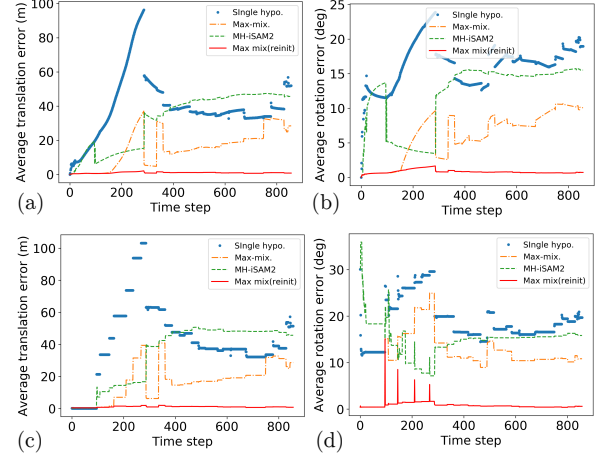 Average translation error (m)
100
80
60
40
20
0
0 200 400 600 800
Time step
SIngle hypo.
Max-mix.
MH-iSAM2
Max mix(reinit)
(a)
Average rotation error (deg)
25
20
15
10
5
0
0 200 400 600 800
Time step
SIngle hypo.
Max-mix.
MH-iSAM2
Max mix(reinit)
(b)
Average translation error (m)
100
80
60
40
20
0
0 200 400 600 800
Time step
SIngle hypo.
Max-mix.
MH-iSAM2
Max mix(reinit)
(c)
Average rotation error (deg)
30
20
10
0
0 200 400 600 800
Time step
SIngle hypo.
Max-mix.
MH-iSAM2
Max mix(reinit)
(d)